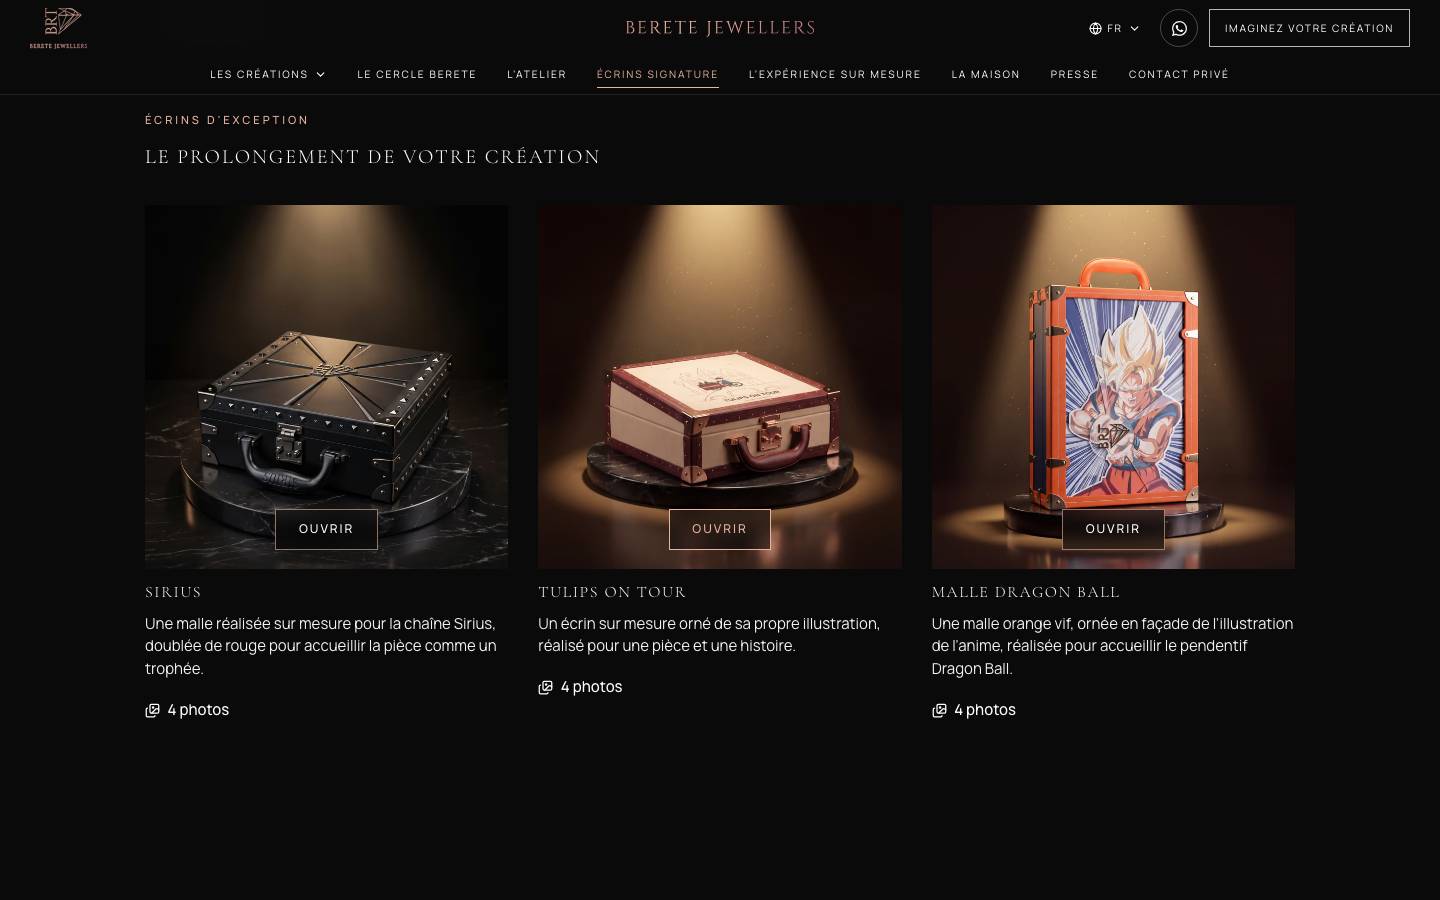 BRT
BERETE JEWELLERS
BERETE JEWELLERS
FR
IMAGINEZ VOTRE CRÉATION
LES CRÉATIONS
LE CERCLE BERETE
L'ATELIER
ÉCRINS SIGNATURE
L'EXPÉRIENCE SUR MESURE
LA MAISON
PRESSE
CONTACT PRIVÉ
ÉCRINS D'EXCEPTION
LE PROLONGEMENT DE VOTRE CRÉATION
TULIPS ON TOUR
BRT
OUVRIR
OUVRIR
OUVRIR
SIRIUS
Une malle réalisée sur mesure pour la chaîne Sirius,
doublée de rouge pour accueillir la pièce comme un
trophée.
4 photos
TULIPS ON TOUR
Un écrin sur mesure orné de sa propre illustration,
réalisé pour une pièce et une histoire.
4 photos
MALLE DRAGON BALL
Une malle orange vif, ornée en façade de l'illustration
de l'anime, réalisée pour accueillir le pendentif
Dragon Ball.
4 photos